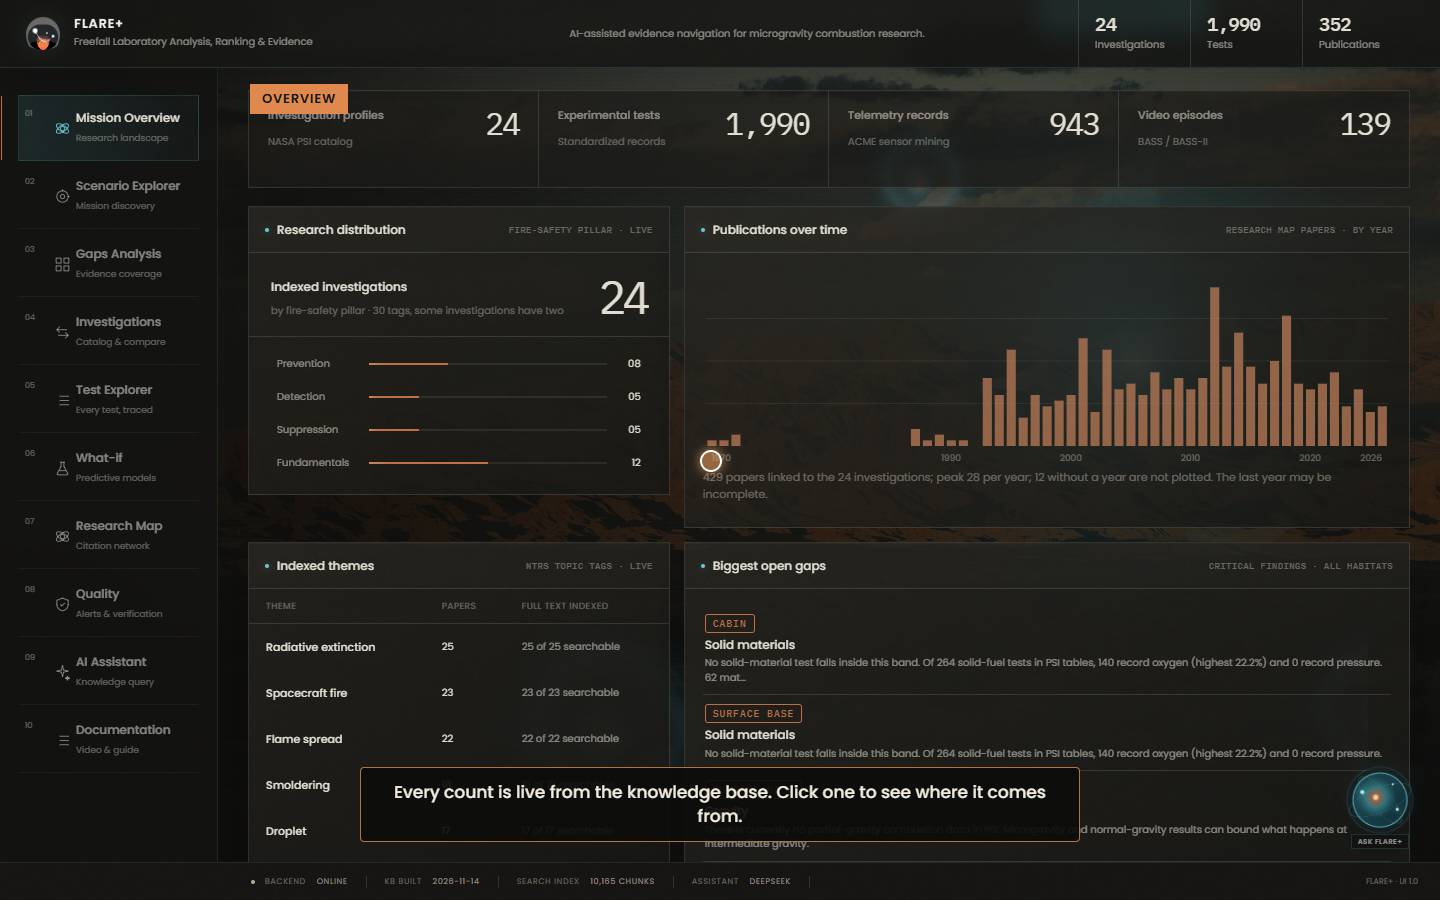 FLARE+
Freefall Laboratory Analysis, Ranking & Evidence
AI-assisted evidence navigation for microgravity combustion research.
24
Investigations
1,990
Tests
352
Publications
01
Mission Overview
Research landscape
02
Scenario Explorer
Mission discovery
03
Gaps Analysis
Evidence coverage
04
Investigations
Catalog & compare
05
Test Explorer
Every test, traced
06
What-if
Predictive models
07
Research Map
Citation network
08
Quality
Alerts & verification
09
AI Assistant
Knowledge query
10
Documentation
Video & guide
OVERVIEW
Investigation profiles
24
NASA PSI catalog
Experimental tests
1,990
Standardized records
Telemetry records
943
ACME sensor mining
Video episodes
139
BASS / BASS-II
Research distribution
FIRE-SAFETY PILLAR · LIVE
Indexed investigations
by fire-safety pillar · 30 tags, some investigations have two
24
Prevention 08
Detection 05
Suppression 05
Fundamentals 12
Publications over time
RESEARCH MAP PAPERS · BY YEAR
1990 2000 2010 2020 2026
429 papers linked to the 24 investigations; peak 28 per year; 12 without a year are not plotted. The last year may be
incomplete.
Indexed themes
NTRS TOPIC TAGS · LIVE
THEME PAPERS FULL TEXT INDEXED
Radiative extinction 25 25 of 25 searchable
Spacecraft fire 23 23 of 23 searchable
Flame spread 22 22 of 22 searchable
Smoldering
Droplet 17 17 of 17 searchable
Biggest open gaps
CRITICAL FINDINGS · ALL HABITATS
CABIN
Solid materials
No solid-material test falls inside this band. Of 264 solid-fuel tests in PSI tables, 140 record oxygen (highest 22.2%) and 0 record pressure.
62 mat...
SURFACE BASE
Solid materials
No solid-material test falls inside this band. Of 264 solid-fuel tests in PSI tables, 140 record oxygen (highest 22.2%) and 0 record pressure.
and normal-gravity results can bound what happens at
intermediate gravity.
Every count is live from the knowledge base. Click one to see where it comes
from.
ASK FLARE+
BACKEND ONLINE
KB BUILT 2026-11-14
SEARCH INDEX 10,165 CHUNKS
ASSISTANT DEEPSEEK
FLARE+ · UI 1.0